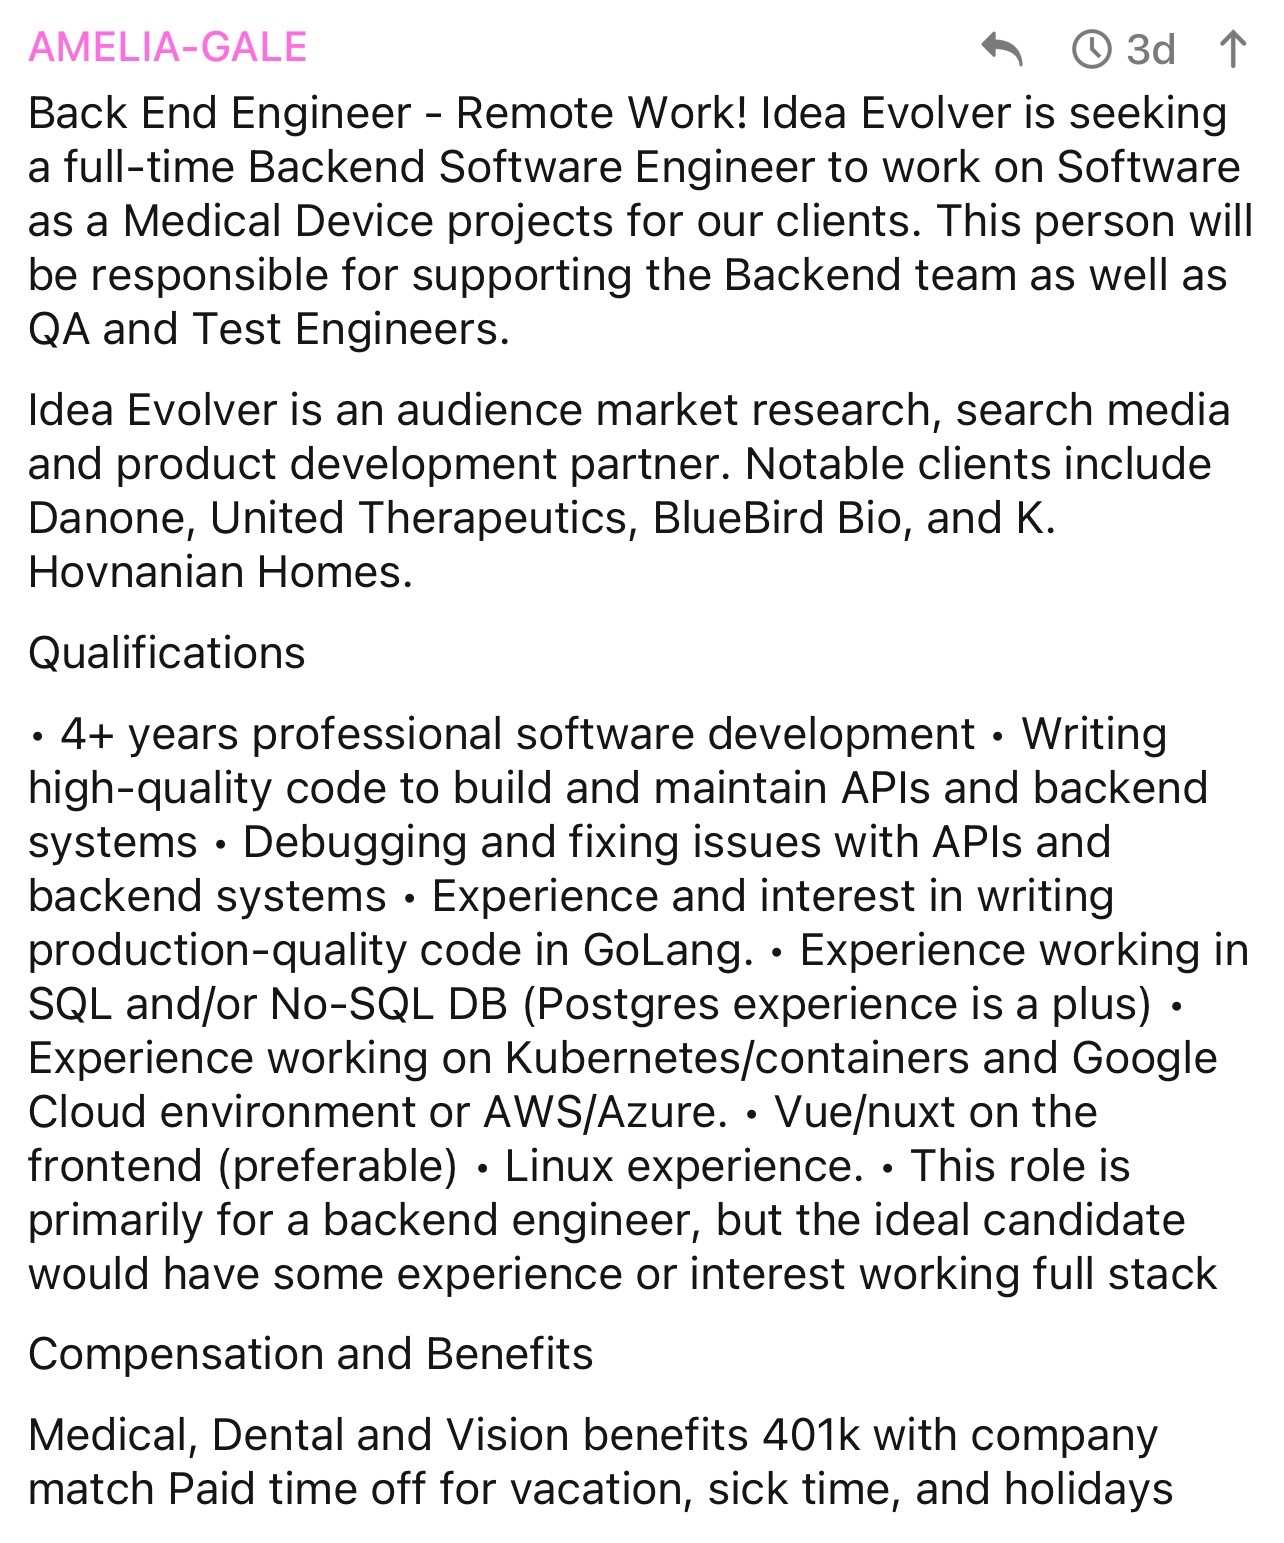 AMELIA-GALE 3d
Back End Engineer - Remote Work! Idea Evolver is seeking
a full-time Backend Software Engineer to work on Software
as a Medical Device projects for our clients. This person will
be responsible for supporting the Backend team as well as
QA and Test Engineers.
Idea Evolver is an audience market research, search media
and product development partner. Notable clients include
Danone, United Therapeutics, BlueBird Bio, and K.
Hovnanian Homes.
Qualifications
• 4+ years professional software development • Writing
high-quality code to build and maintain APIs and backend
systems • Debugging and fixing issues with APIs and
backend systems • Experience and interest in writing
production-quality code in GoLang. • Experience working in
SQL and/or No-SQL DB (Postgres experience is a plus) •
Experience working on Kubernetes/containers and Google
Cloud environment or AWS/Azure. • Vue/nuxt on the
frontend (preferable) • Linux experience. • This role is
primarily for a backend engineer, but the ideal candidate
would have some experience or interest working full stack
Compensation and Benefits
Medical, Dental and Vision benefits 401k with company
match Paid time off for vacation, sick time, and holidays